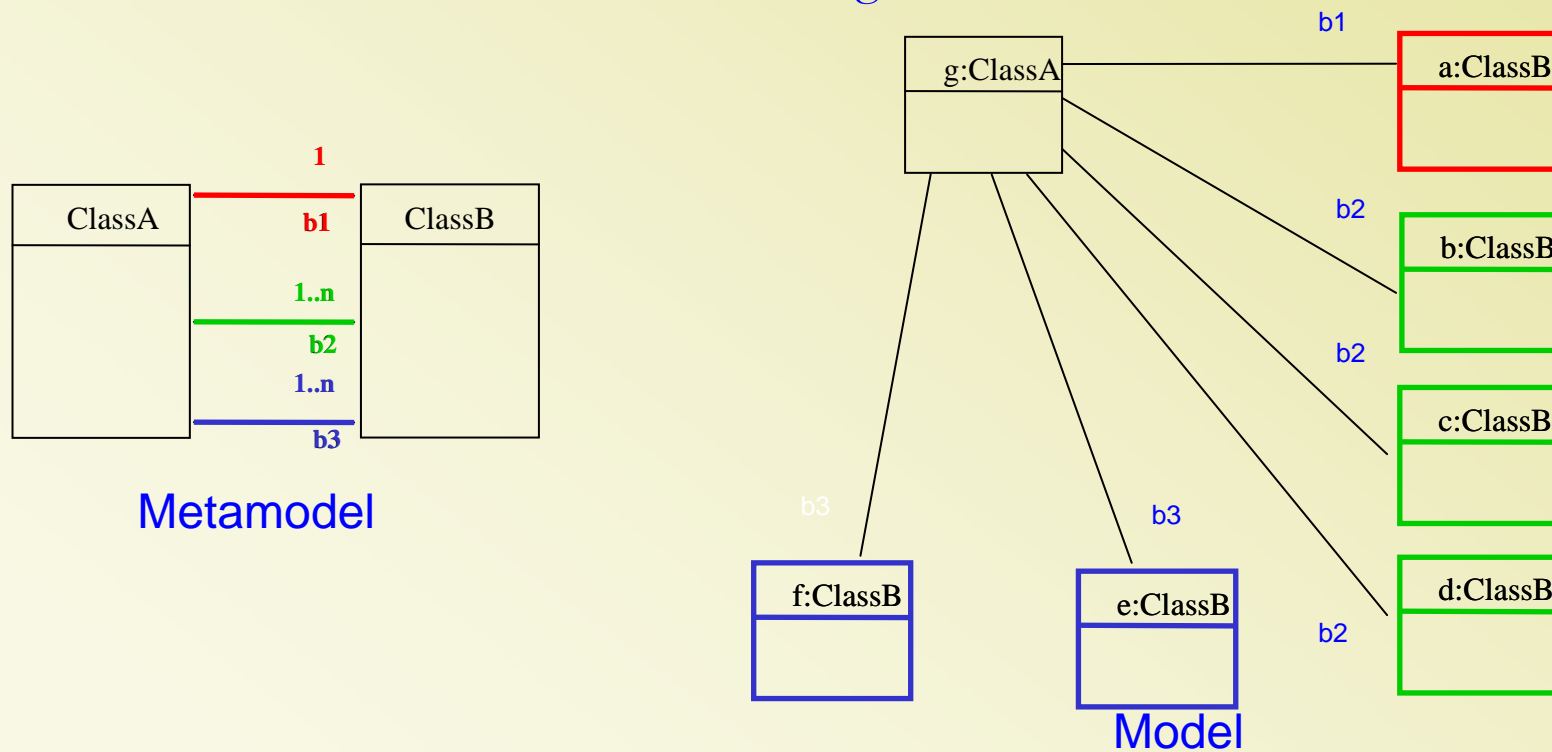 g
1
ClassA
b1
ClassB
1..n
b2
1..n
b3
Metamodel
g:ClassA
b1
a:ClassB
b2
b:ClassB
b2
c:ClassB
b3
b3
f:ClassB
e:ClassB
b2
d:ClassB
Model